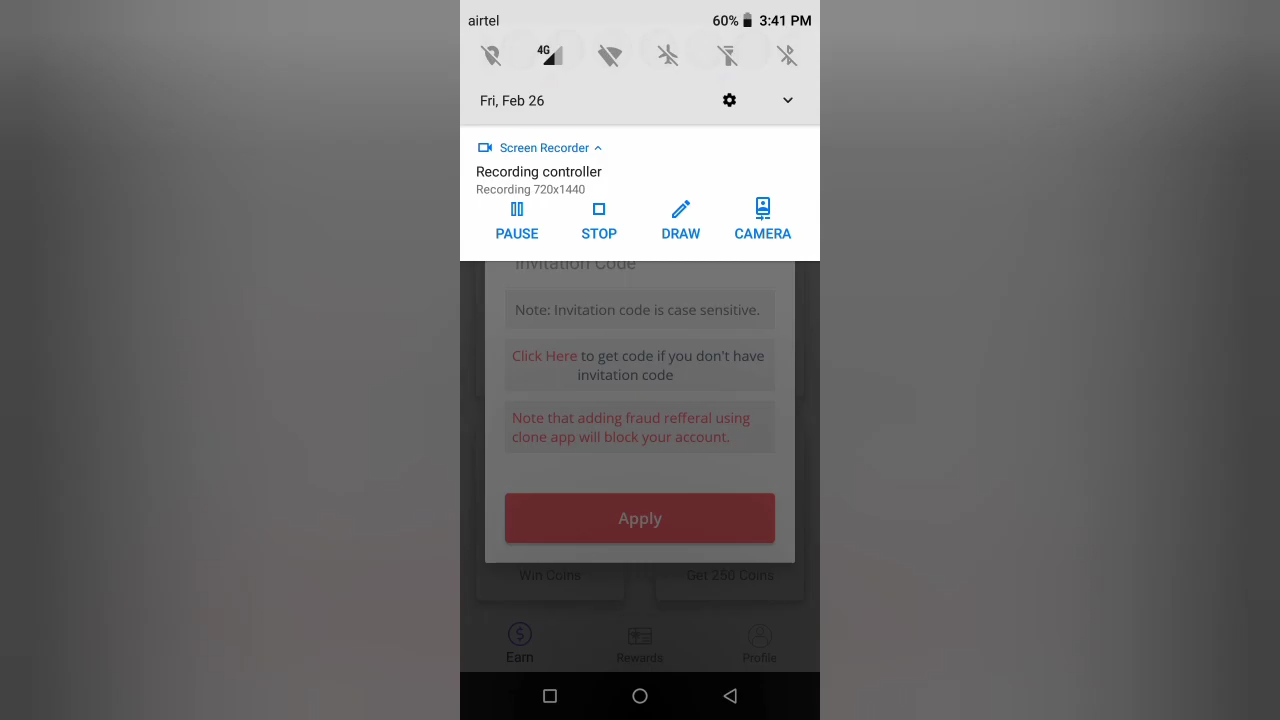 airtel 60% 3:41 PM
4G
Fri, Feb 26
Screen Recorder
Recording controller
Recording 720x1440
PAUSE STOP DRAW CAMERA
Invitation Code
Note: Invitation code is case sensitive.
Click Here to get code if you don't have
invitation code
Note that adding fraud refferal using
clone app will block your account.
Apply
Win Coins Get 250 Coins
Earn Rewards Profile